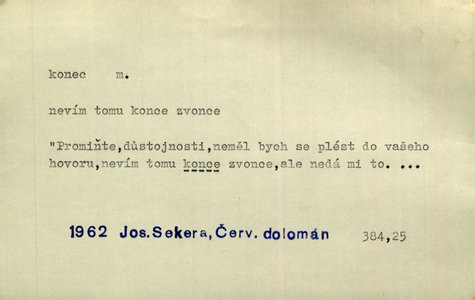 konec m.
nevím tomu konce zvonce
"Promiňte,důstojnosti,neměl bych se plést do vašeho
hovoru,nevím tomu konce zvonce,ale nedá mi to. ...
1962 Jos.Sekera,Červ. dolomán 384,25